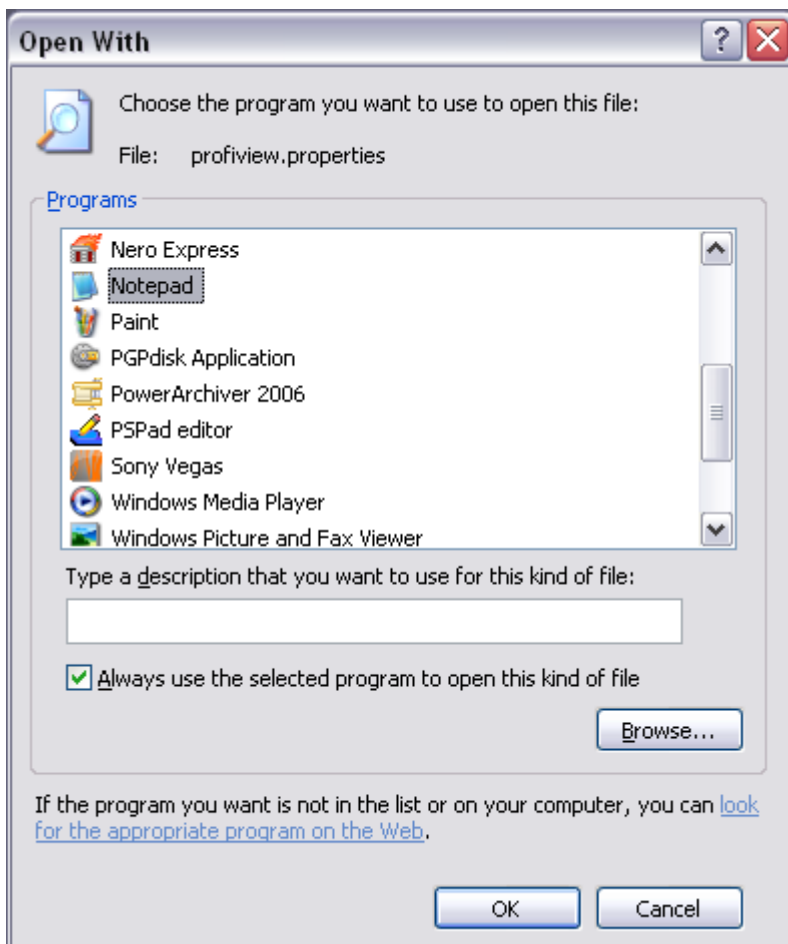 Open With
Choose the program you want to use to open this file:
File: profiview.properties
Programs
Nero Express
Notepad
Paint
PGPdisk Application
PowerArchiver 2006
PSPad editor
Sony Vegas
Windows Media Player
Windows Picture and Fax Viewer
Type a description that you want to use for this kind of file:
Always use the selected program to open this kind of file
Browse...
If the program you want is not in the list or on your computer, you can look
for the appropriate program on the Web.
OK Cancel